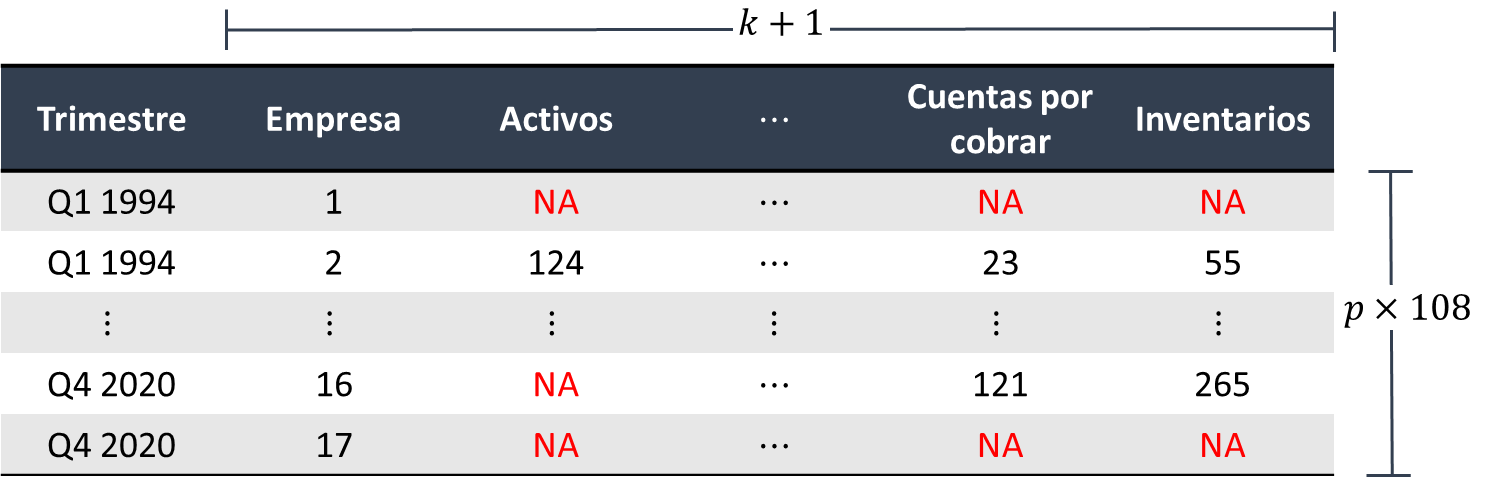 k + 1
Trimestre Empresa Activos ⋯ Cuentas por cobrar Inventarios
Q1 1994 1 NA ⋯ NA NA
Q1 1994 2 124 ⋯ 23 55
⋮ ⋮ ⋮ ⋮ ⋮ ⋮
p × 108
Q4 2020 16 NA ⋯ 121 265
Q4 2020 17 NA ⋯ NA NA